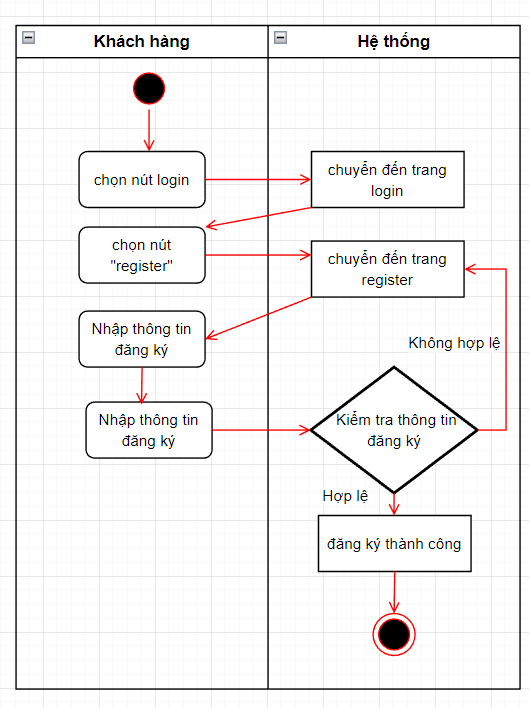 Khách hàng
Hệ thống
chọn nút login
chuyển đến trang
login
chọn nút
"register"
chuyển đến trang
register
Nhập thông tin
đăng ký
Không hợp lệ
Nhập thông tin
đăng ký
Kiểm tra thông tin
đăng ký
Hợp lệ
đăng ký thành công